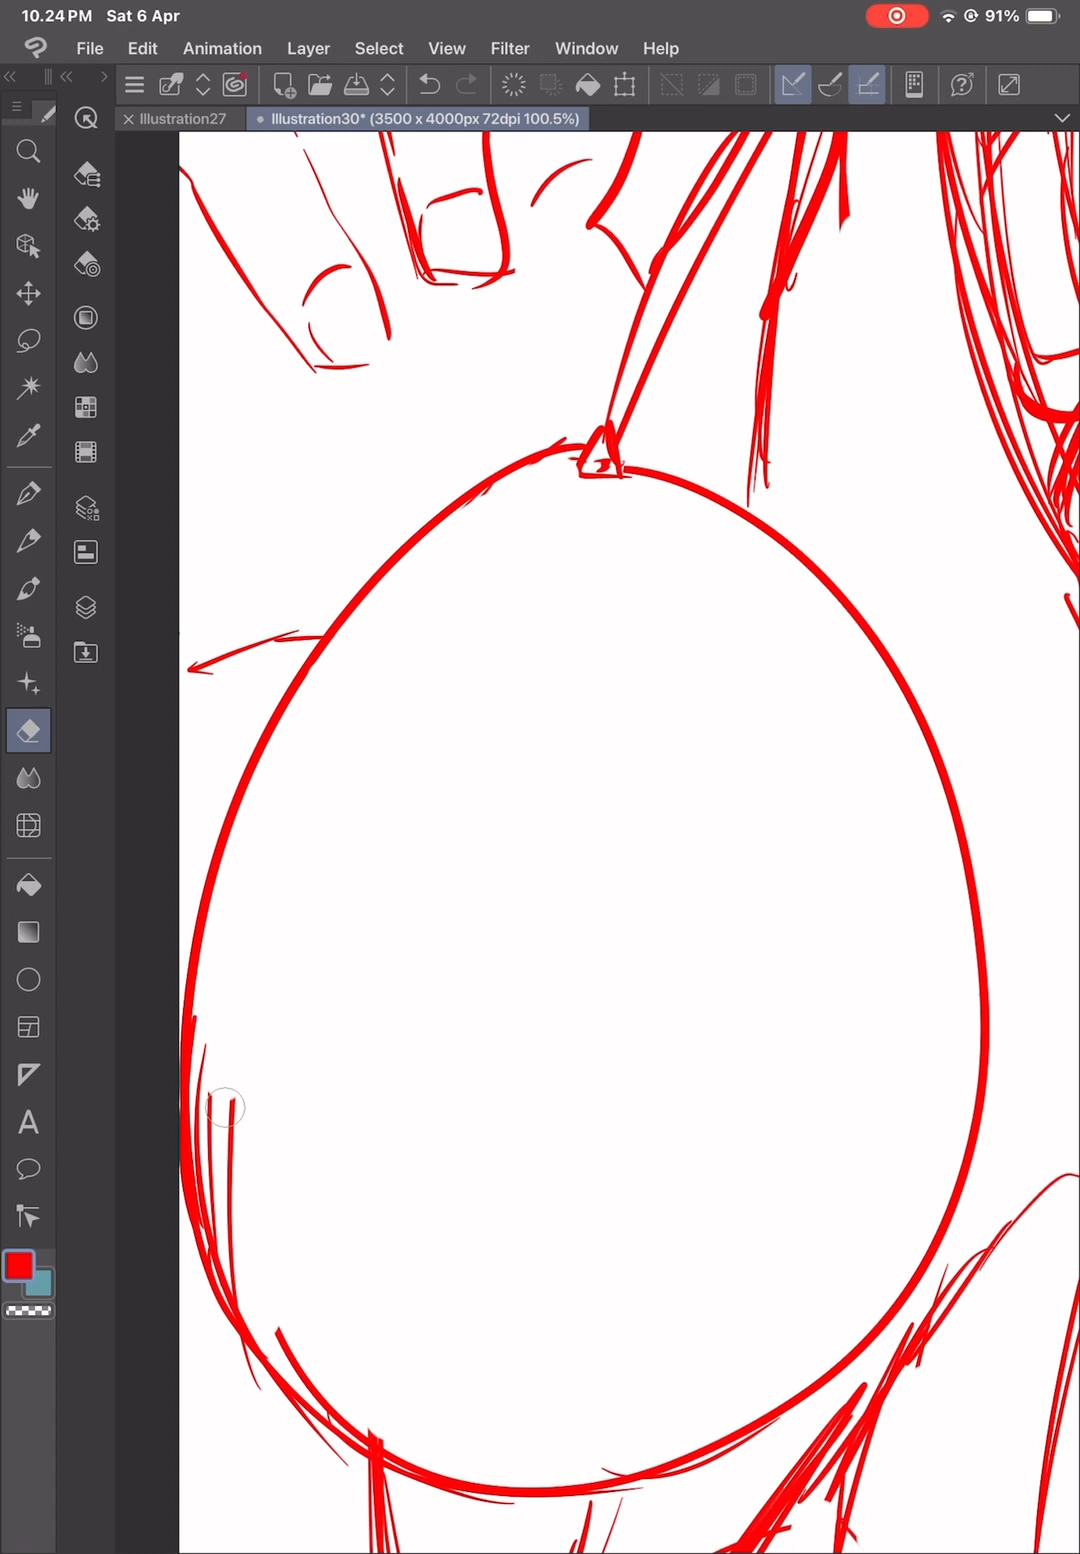 10.24 PM Sat 6 Apr 91%
File Edit Animation Layer Select View Filter Window Help
Illustration27 Illustration30* (3500 x 4000px 72dpi 100.5%)
A